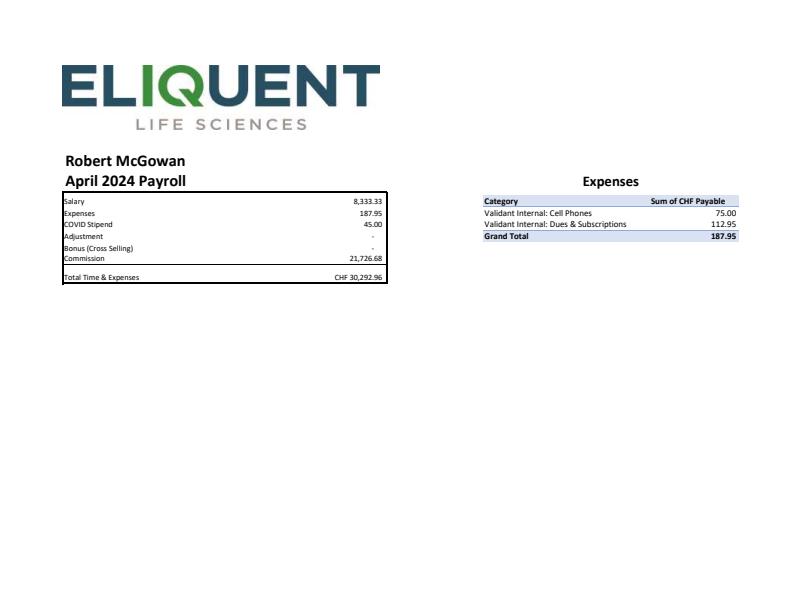 ELIQUENT
LIFE SCIENCES
Robert McGowan
April 2024 Payroll
Salary 8,333.33
Expenses 187.95
COVID Stipend 45.00
Adjustment -
Bonus (Cross Selling) -
Commission 21,726.68
Total Time & Expenses CHF 30,292.96
Expenses
Category Sum of CHF Payable
Validant Internal: Cell Phones 75.00
Validant Internal: Dues & Subscriptions 112.95
Grand Total 187.95